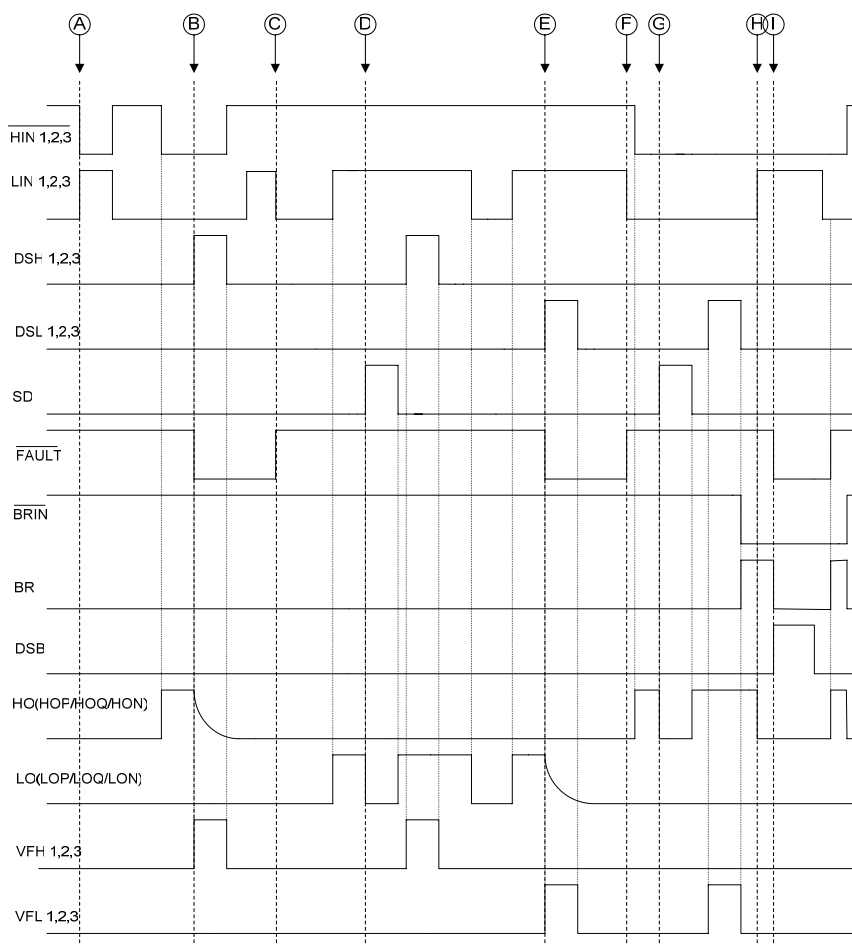 A B C D E F G H I
HIN 1,2,3
LIN 1,2,3
DSH 1,2,3
DSL 1,2,3
SD
FAULT
BRIN
BR
DSB
HO(HOP/HOQ/HON)
LO(LOP/LOQ/LON)
VFH 1,2,3
VFL 1,2,3